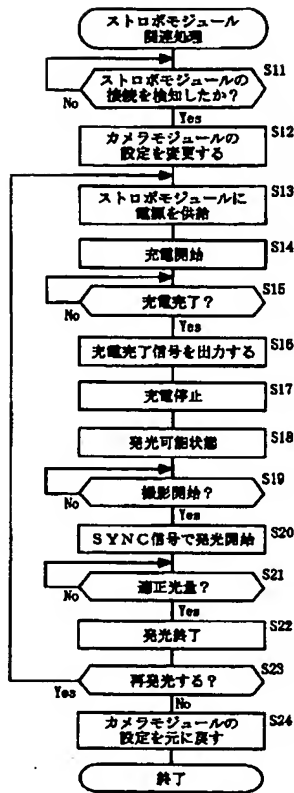 ストロボモジュール
関連処理
S11
ストロボモジュールの
接続を検知したか?
No
Yes
S12
カメラモジュールの
設定を変更する
S13
ストロボモジュールに
電源を供給
S14
充電開始
S15
充電完了?
No
Yes
S16
充電完了信号を出力する
S17
充電停止
S18
発光可能状態
S19
撮影開始?
No
Yes
S20
SYNC信号で発光開始
S21
適正光量?
No
Yes
S22
発光終了
S23
再発光する?
Yes
No
S24
カメラモジュールの
設定を元に戻す
終了